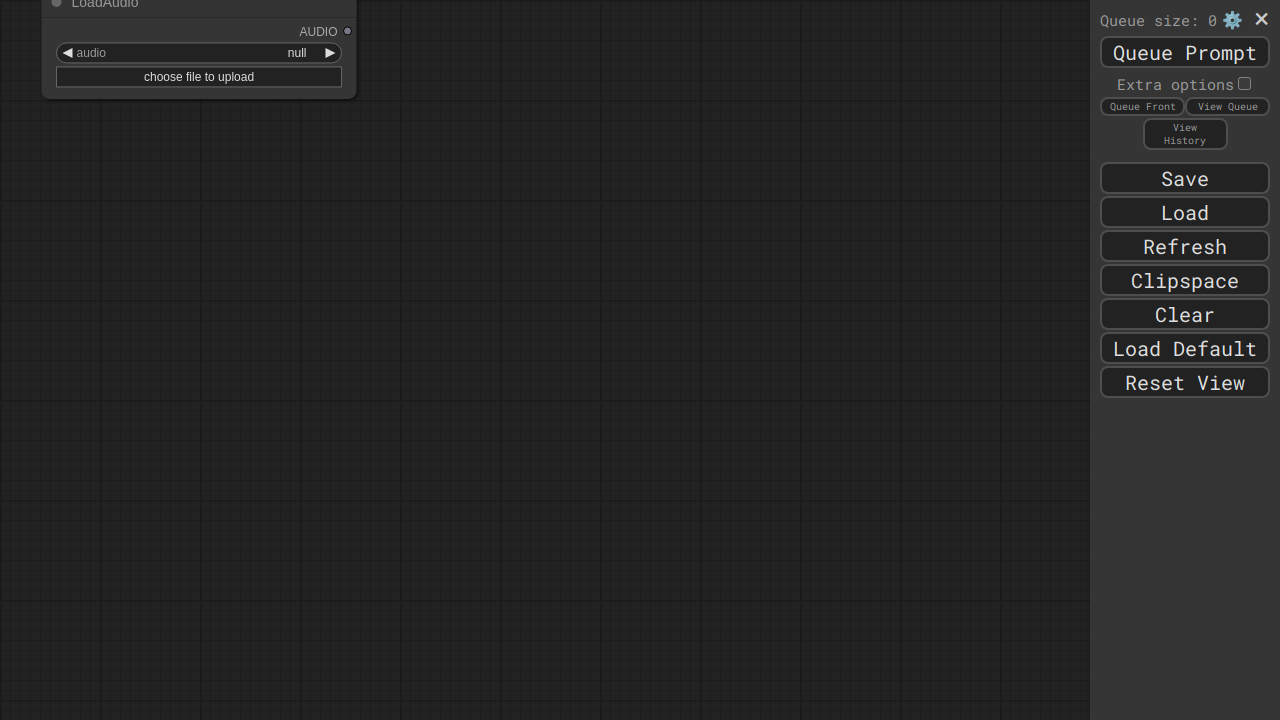 LoadAudio
AUDIO
◀ audio null ▶
choose file to upload
Queue size: 0 ⚙️ ✕
Queue Prompt
Extra options
Queue Front View Queue
View
History
Save
Load
Refresh
Clipspace
Clear
Load Default
Reset View